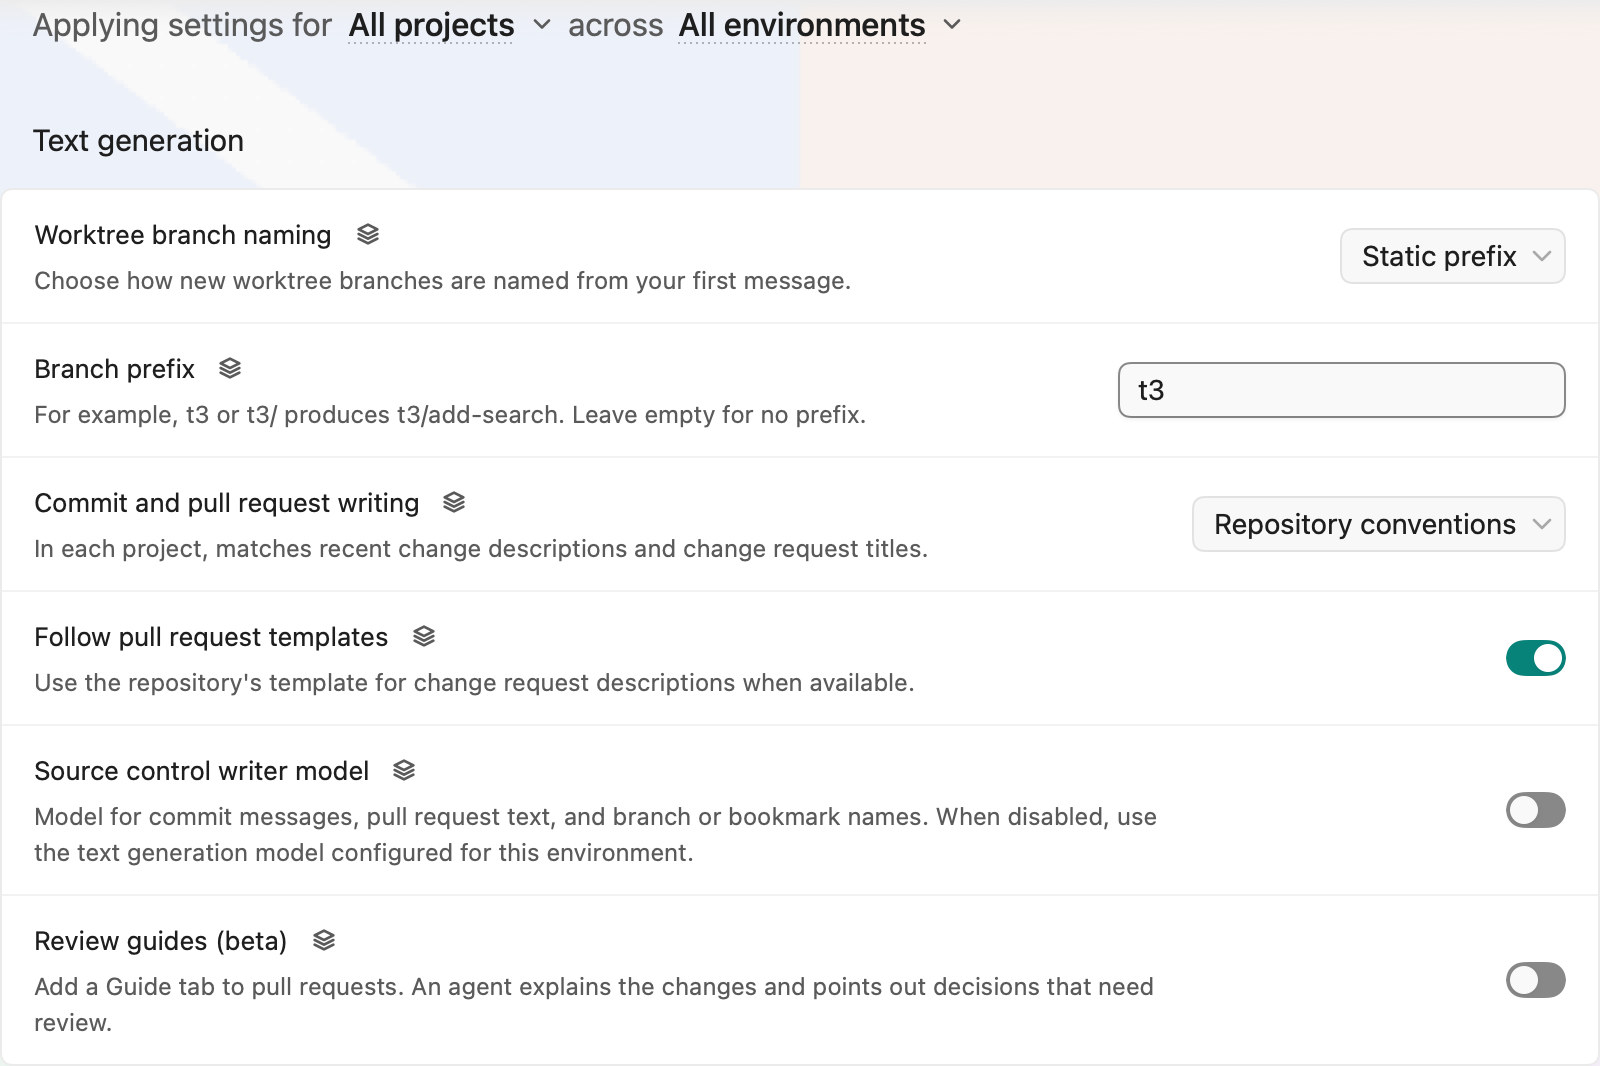 Applying settings for All projects across All environments
Text generation
Worktree branch naming
Choose how new worktree branches are named from your first message.
Static prefix
Branch prefix
For example, t3 or t3/ produces t3/add-search. Leave empty for no prefix.
t3
Commit and pull request writing
In each project, matches recent change descriptions and change request titles.
Repository conventions
Follow pull request templates
Use the repository's template for change request descriptions when available.
Source control writer model
Model for commit messages, pull request text, and branch or bookmark names. When disabled, use
the text generation model configured for this environment.
Review guides (beta)
Add a Guide tab to pull requests. An agent explains the changes and points out decisions that need
review.